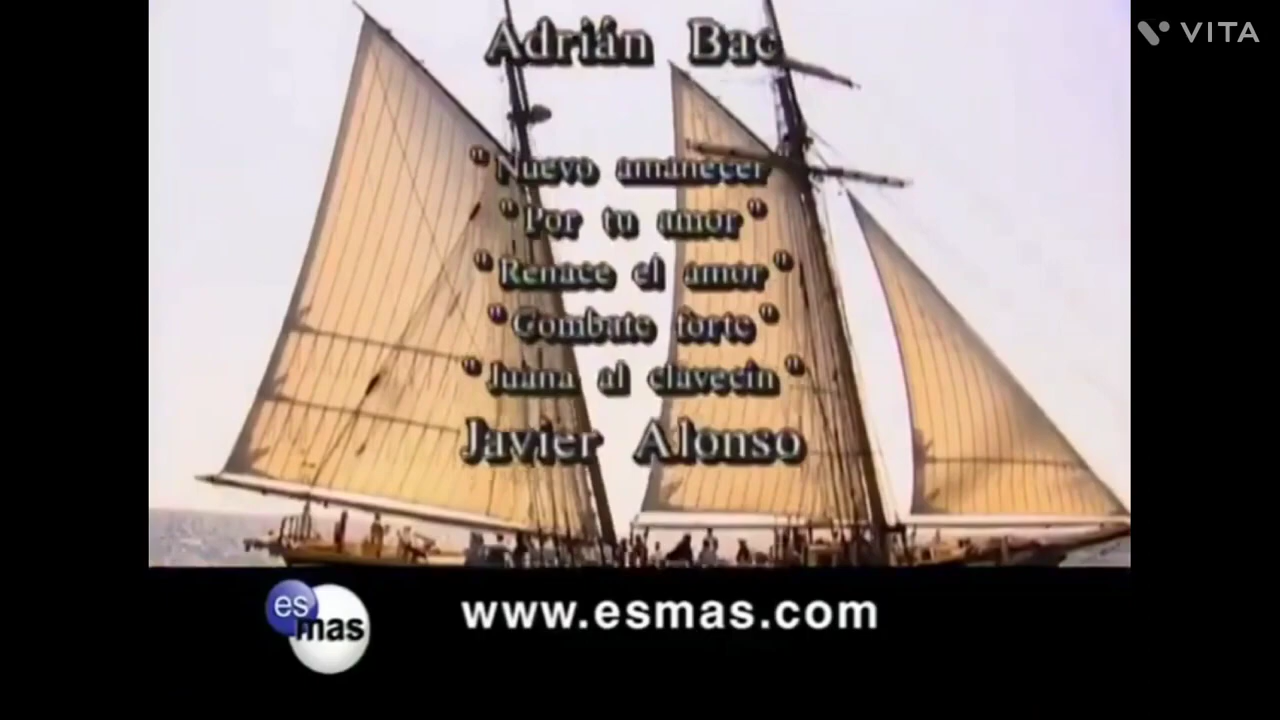 VITA
Adrián Bac
"Nuevo amanecer"
"Por tu amor"
"Renace el amor"
"Combate forte"
"Juana al clavecín"
Javier Alonso
es
mas
www.esmas.com